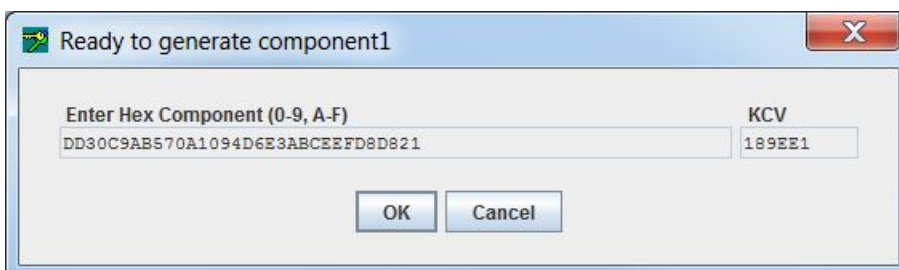 Ready to generate component1
X
Enter Hex Component (0-9, A-F) KCV
DD30C9AB570A1094D6E3ABCEEFD8D821 189EE1
OK Cancel